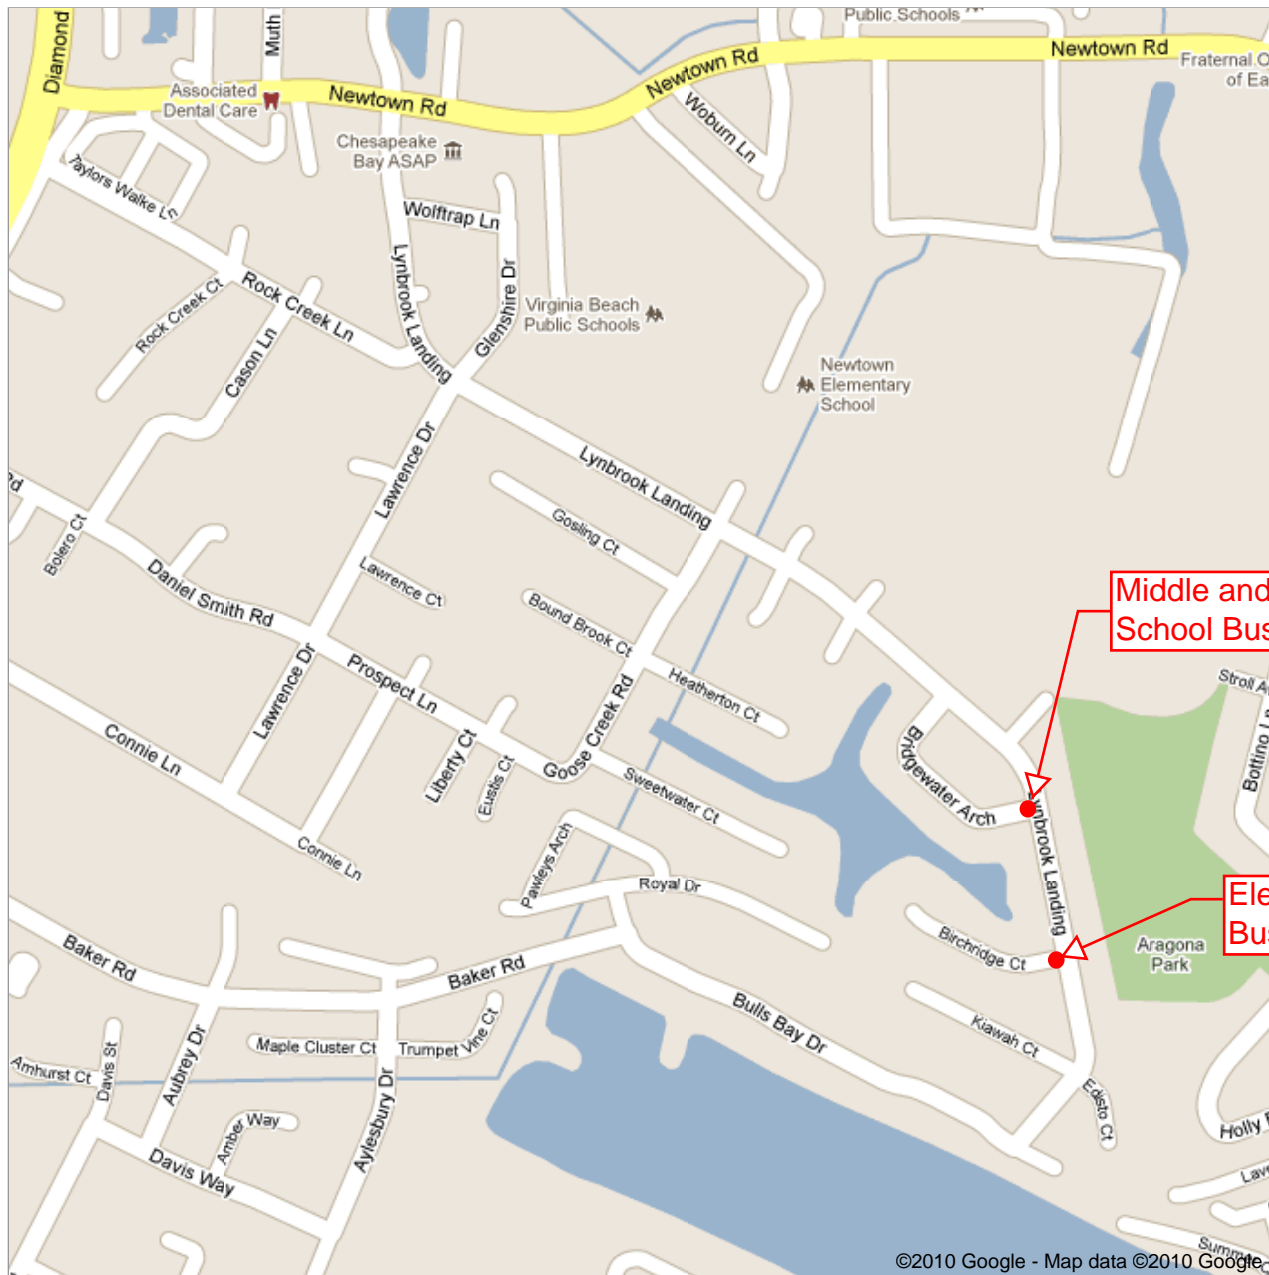 Public Schools
Diamond
Muth
Newtown Rd
Newtown Rd
Newtown Rd
Fraternal O
of Ea
Associated
Dental Care
Woburn Ln
Chesapeake
Bay ASAP
Taylors Walke Ln
Wolftrap Ln
Lynbrook Landing
Glenshire Dr
Rock Creek Ct
Rock Creek Ln
Virginia Beach
Public Schools
Cason Ln
Newtown
Elementary
School
Lawrence Dr
Lynbrook Landing
Rd
Bolero Ct
Gosling Ct
Daniel Smith Rd
Lawrence Ct
Bound Brook Ct
Middle and
School Bus
Lawrence Dr
Prospect Ln
Goose Creek Rd
Heatherton Ct
Stroll Av
Bottino Ln
Connie Ln
Liberty Ct
Eustis Ct
Sweetwater Ct
Bridgewater Arch
Lynbrook Landing
Connie Ln
Pawleys Arch
Royal Dr
Ele
Bus
Birchridge Ct
Aragona
Park
Baker Rd
Baker Rd
Bulls Bay Dr
Kiawah Ct
Maple Cluster Ct
Trumpet Vine Ct
Amhurst Ct
Davis St
Aubrey Dr
Aylesbury Dr
Edisto Ct
Amber Way
Davis Way
Holly
Lav
Summe
©2010 Google - Map data ©2010 Google